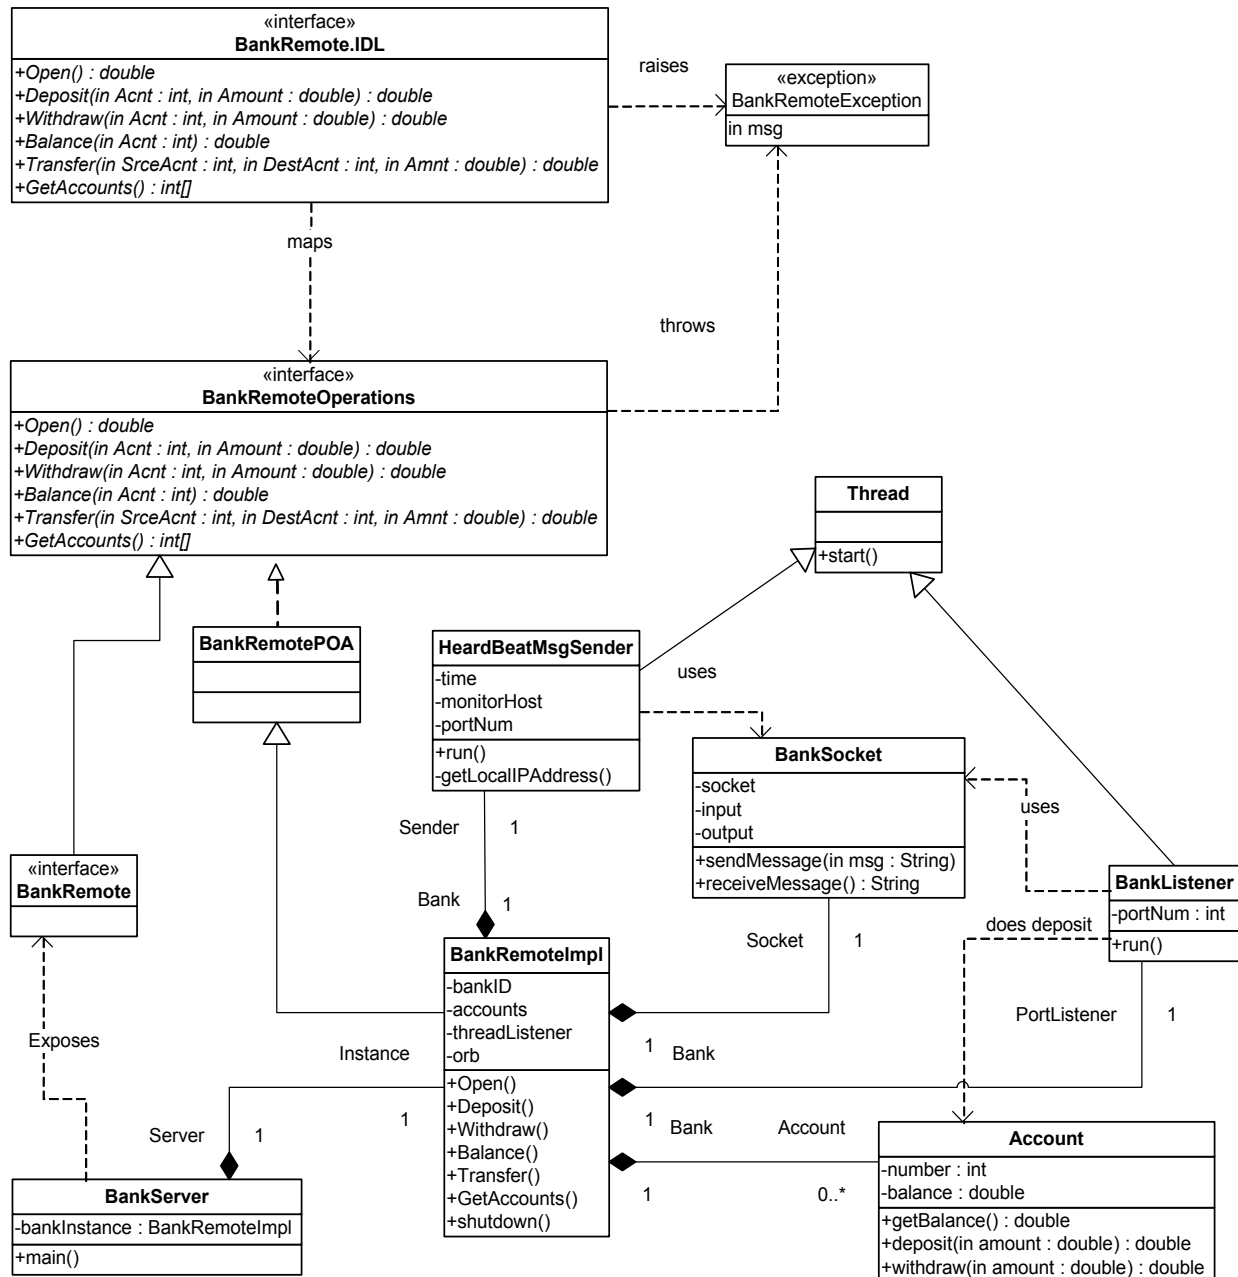 «interface»
BankRemote.IDL
+Open() : double
+Deposit(in Acnt : int, in Amount : double) : double
+Withdraw(in Acnt : int, in Amount : double) : double
+Balance(in Acnt : int) : double
+Transfer(in SrceAcnt : int, in DestAcnt : int, in Amnt : double) : double
+GetAccounts() : int[]
raises
«exception»
BankRemoteException
in msg
maps
throws
«interface»
BankRemoteOperations
+Open() : double
+Deposit(in Acnt : int, in Amount : double) : double
+Withdraw(in Acnt : int, in Amount : double) : double
+Balance(in Acnt : int) : double
+Transfer(in SrceAcnt : int, in DestAcnt : int, in Amnt : double) : double
+GetAccounts() : int[]
Thread
+start()
BankRemotePOA
HeardBeatMsgSender
-time
-monitorHost
-portNum
+run()
-getLocalIPAddress()
uses
BankSocket
-socket
-input
-output
+sendMessage(in msg : String)
+receiveMessage() : String
uses
Sender
1
Bank
1
«interface»
BankRemote
BankListener
-portNum : int
+run()
does deposit
Socket
1
BankRemoteImpl
-bankID
-accounts
-threadListener
-orb
+Open()
+Deposit()
+Withdraw()
+Balance()
+Transfer()
+GetAccounts()
+shutdown()
PortListener
1
Exposes
Instance
1
1
Bank
Server
1
1
Bank
Account
1
0..*
BankServer
-bankInstance : BankRemoteImpl
+main()
Account
-number : int
-balance : double
+getBalance() : double
+deposit(in amount : double) : double
+withdraw(in amount : double) : double